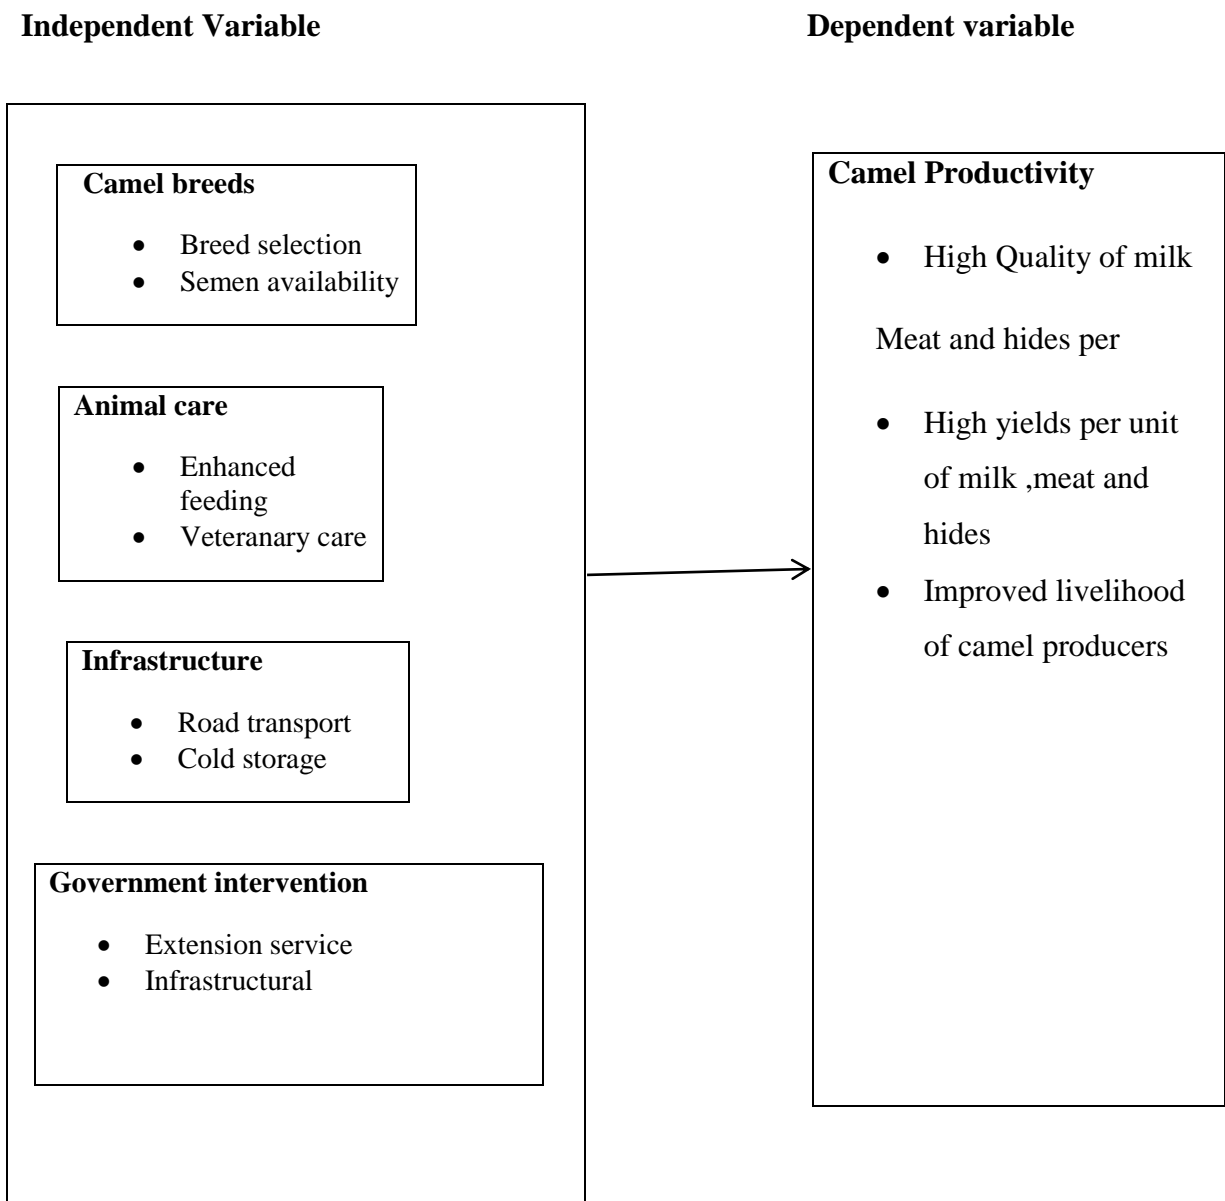 Independent Variable
Dependent variable
Camel breeds
• Breed selection
• Semen availability
Animal care
• Enhanced
feeding
• Veteranary care
Infrastructure
• Road transport
• Cold storage
Government intervention
• Extension service
• Infrastructural
Camel Productivity
• High Quality of milk
Meat and hides per
• High yields per unit
of milk ,meat and
hides
• Improved livelihood
of camel producers